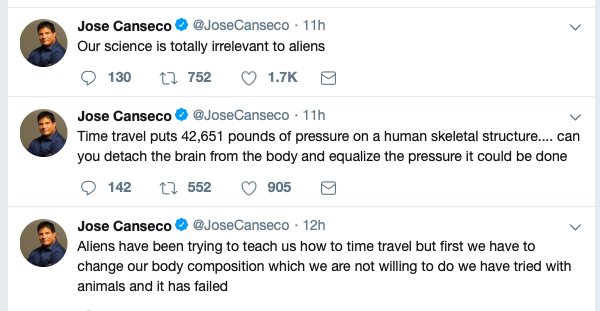 Jose Canseco @JoseCanseco · 11h
Our science is totally irrelevant to aliens
130 752 1.7K
Jose Canseco @JoseCanseco · 11h
Time travel puts 42,651 pounds of pressure on a human skeletal structure.... can
you detach the brain from the body and equalize the pressure it could be done
142 552 905
Jose Canseco @JoseCanseco · 12h
Aliens have been trying to teach us how to time travel but first we have to
change our body composition which we are not willing to do we have tried with
animals and it has failed